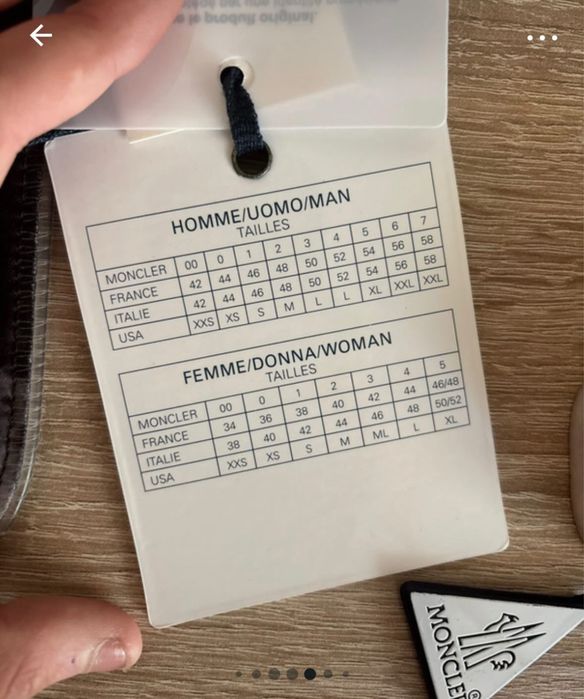 le produit original.
HOMME/UOMO/MAN
TAILLES
MONCLER 00 0 1 2 3 4 5 6 7
FRANCE 42 44 46 48 50 52 54 56 58
ITALIE 42 44 46 48 50 52 54 56 58
USA XXS XS S M L L XL XXL XXL
FEMME/DONNA/WOMAN
TAILLES
MONCLER 00 0 1 2 3 4 5
FRANCE 34 36 38 40 42 44 46/48
ITALIE 38 40 42 44 46 48 50/52
USA XXS XS S M ML L XL
MONCLER